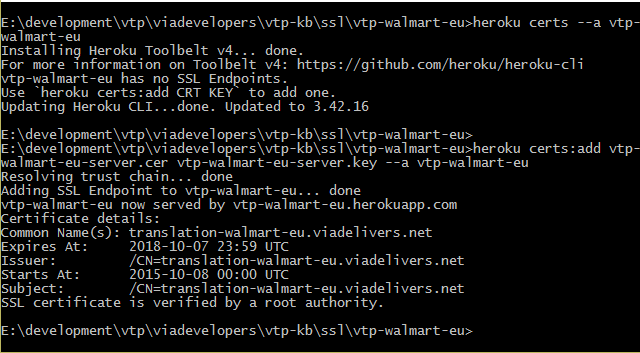 E:\development\vtp\viadevelopers\vtp-kb\ssl\vtp-walmart-eu>heroku certs --a vtp-
walmart-eu
Installing Heroku Toolbelt v4... done.
For more information on Toolbelt v4: https://github.com/heroku/heroku-cli
vtp-walmart-eu has no SSL Endpoints.
Use `heroku certs:add CRT KEY` to add one.
Updating Heroku CLI...done. Updated to 3.42.16
E:\development\vtp\viadevelopers\vtp-kb\ssl\vtp-walmart-eu>
E:\development\vtp\viadevelopers\vtp-kb\ssl\vtp-walmart-eu>heroku certs:add vtp-
walmart-eu-server.cer vtp-walmart-eu-server.key --a vtp-walmart-eu
Resolving trust chain... done
Adding SSL Endpoint to vtp-walmart-eu... done
vtp-walmart-eu now served by vtp-walmart-eu.herokuapp.com
Certificate details:
Common Name(s): translation-walmart-eu.viadelivers.net
Expires At:     2018-10-07 23:59 UTC
Issuer:         /CN=translation-walmart-eu.viadelivers.net
Starts At:      2015-10-08 00:00 UTC
Subject:        /CN=translation-walmart-eu.viadelivers.net
SSL certificate is verified by a root authority.
E:\development\vtp\viadevelopers\vtp-kb\ssl\vtp-walmart-eu>